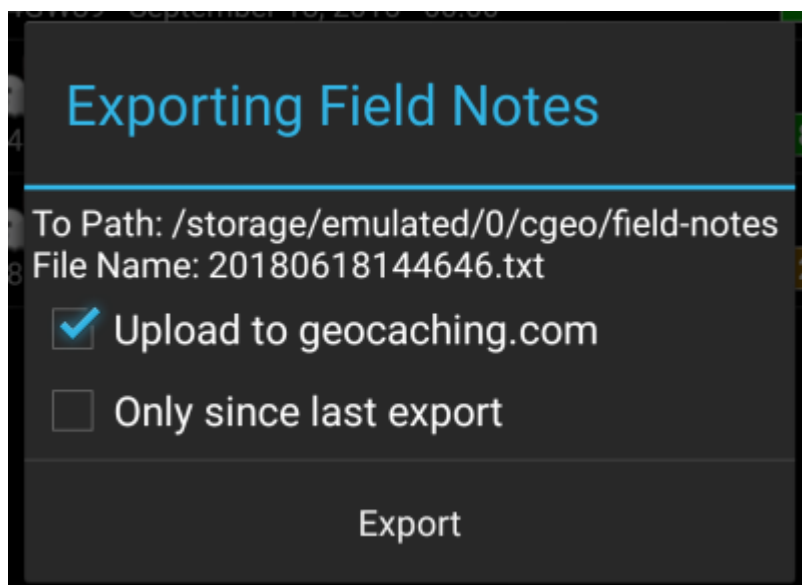 Exporting Field Notes
To Path: /storage/emulated/0/cgeo/field-notes
File Name: 20180618144646.txt
Upload to geocaching.com
Only since last export
Export